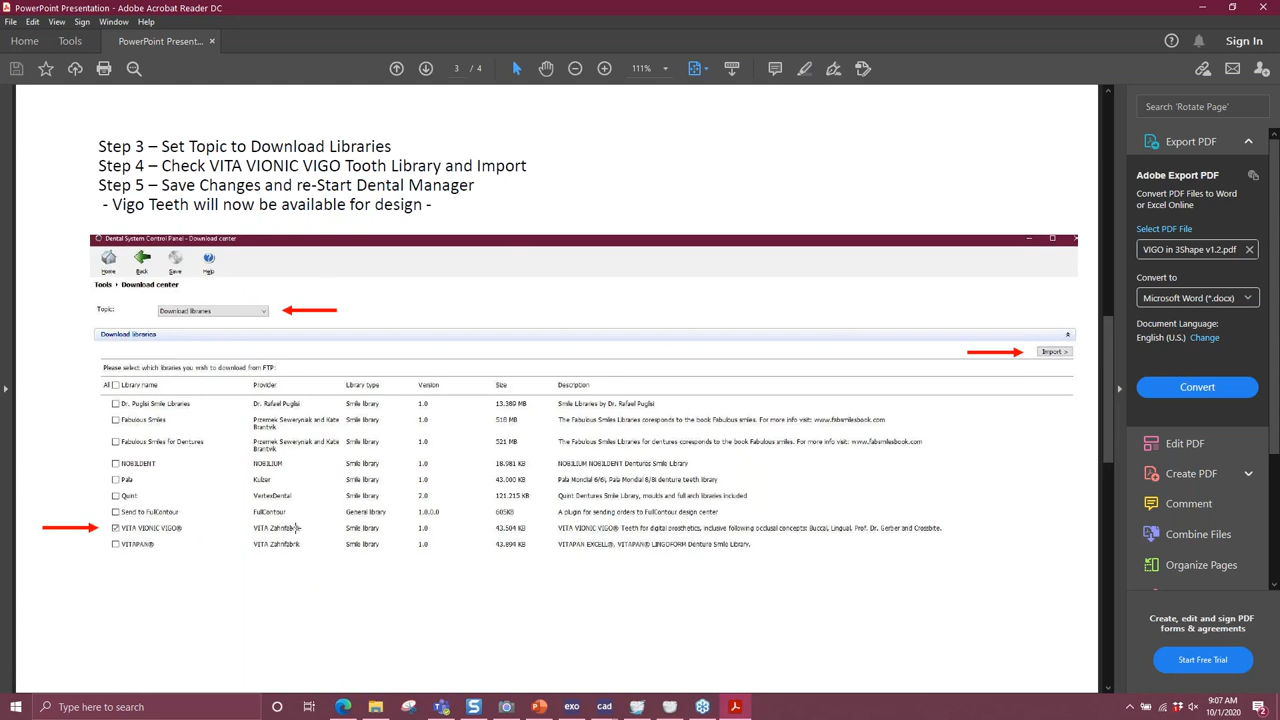 PowerPoint Presentation - Adobe Acrobat Reader DC
File Edit View Sign Window Help
Home Tools PowerPoint Present... × Sign In
3 / 4 111%
Search 'Rotate Page'
Step 3 – Set Topic to Download Libraries
Step 4 – Check VITA VIONIC VIGO Tooth Library and Import
Step 5 – Save Changes and re-Start Dental Manager
- Vigo Teeth will now be available for design -
Dental System Control Panel - Download center
Home Back Save Help
Tools › Download center
Topic: Download libraries
Download libraries
Import >
Please select which libraries you wish to download from FTP:
All Library name Provider Library type Version Size Description
Dr. Puglisi Smile Libraries Dr. Rafael Puglisi Smile library 1.0 13.389 MB Smile Libraries by Dr. Rafael Puglisi
Fabulous Smiles Przemek Seweryniak and Kate Brantvik Smile library 1.0 518 MB The Fabulous Smiles Libraries coresponds to the book Fabulous smiles. For more info visit: www.fabsmilesbook.com
Fabulous Smiles for Dentures Przemek Seweryniak and Kate Brantvik Smile library 1.0 521 MB The Fabulous Smiles Libraries for dentures coresponds to the book Fabulous smiles. For more info visit: www.fabsmilesbook.com
NOBILDENT NOBILIUM Smile library 1.0 18.981 KB NOBILIUM NOBILDENT Dentures Smile Library
Pala Kulzer Smile library 1.0 43.000 KB Pala Mondial 6/6i, Pala Mondial 8/8i denture teeth library
Quint VertexDental Smile library 2.0 121.215 KB Quint Dentures Smile Library, moulds and full arch libraries included
Send to FullContour FullContour General library 1.0.0.0 605KB A plugin for sending orders to FullContour design center
VITA VIONIC VIGO® VITA Zahnfabrik Smile library 1.0 43.504 KB VITA VIONIC VIGO® Teeth for digital prosthetics, inclusive following occlusal concepts: Buccal, Lingual, Prof. Dr. Gerber and Crossbite.
VITAPAN® VITA Zahnfabrik Smile library 1.0 43.894 KB VITAPAN EXCELL®, VITAPAN® LINGOFORM Denture Smile Library.
Export PDF
Adobe Export PDF
Convert PDF Files to Word
or Excel Online
Select PDF File
VIGO in 3Shape v1.2.pdf
Convert to
Microsoft Word (*.docx)
Document Language:
English (U.S.) Change
Convert
Edit PDF
Create PDF
Comment
Combine Files
Organize Pages
Create, edit and sign PDF
forms & agreements
Start Free Trial
Type here to search
exo cad
9:07 AM
10/1/2020
2